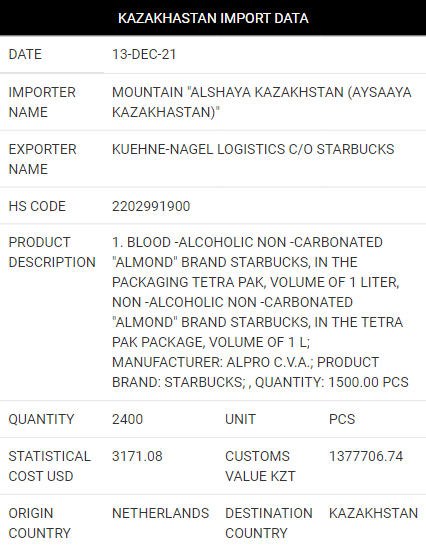 KAZAKHASTAN IMPORT DATA
DATE 13-DEC-21
IMPORTER NAME MOUNTAIN "ALSHAYA KAZAKHSTAN (AYSAAYA KAZAKHASTAN)"
EXPORTER NAME KUEHNE-NAGEL LOGISTICS C/O STARBUCKS
HS CODE 2202991900
PRODUCT DESCRIPTION 1. BLOOD -ALCOHOLIC NON -CARBONATED
"ALMOND" BRAND STARBUCKS, IN THE
PACKAGING TETRA PAK, VOLUME OF 1 LITER,
NON -ALCOHOLIC NON -CARBONATED
"ALMOND" BRAND STARBUCKS, IN THE TETRA
PAK PACKAGE, VOLUME OF 1 L;
MANUFACTURER: ALPRO C.V.A.; PRODUCT
BRAND: STARBUCKS; , QUANTITY: 1500.00 PCS
QUANTITY 2400 UNIT PCS
STATISTICAL COST USD 3171.08 CUSTOMS VALUE KZT 1377706.74
ORIGIN COUNTRY NETHERLANDS DESTINATION COUNTRY KAZAKHSTAN